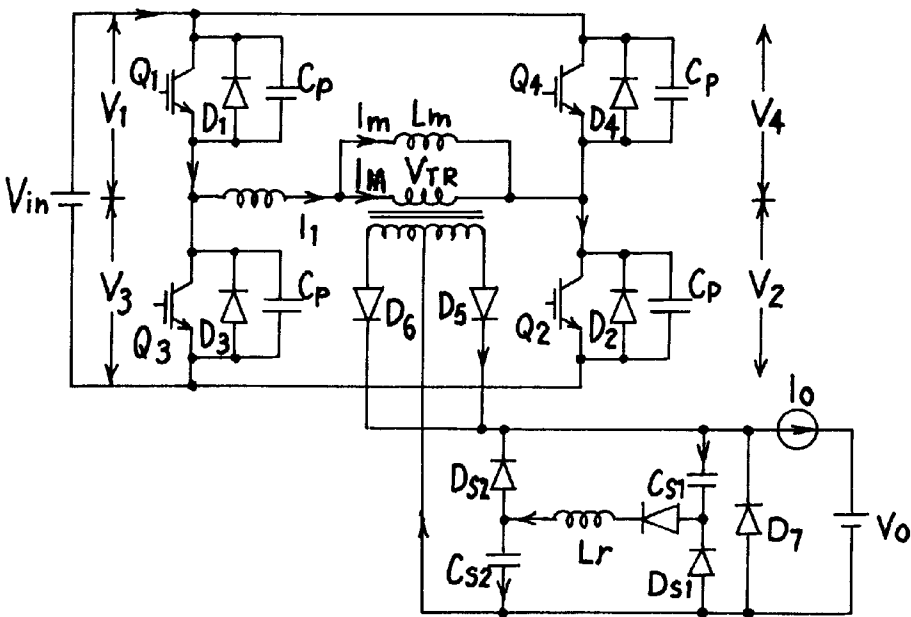 Q1
D1
Cp
Q4
D4
Cp
V1
V4
Im
Lm
IM
VTR
Vin
I1
V3
Q3
D3
Cp
D6
D5
Q2
D2
Cp
V2
Io
DS2
CS1
Lr
CS2
DS1
D7
Vo